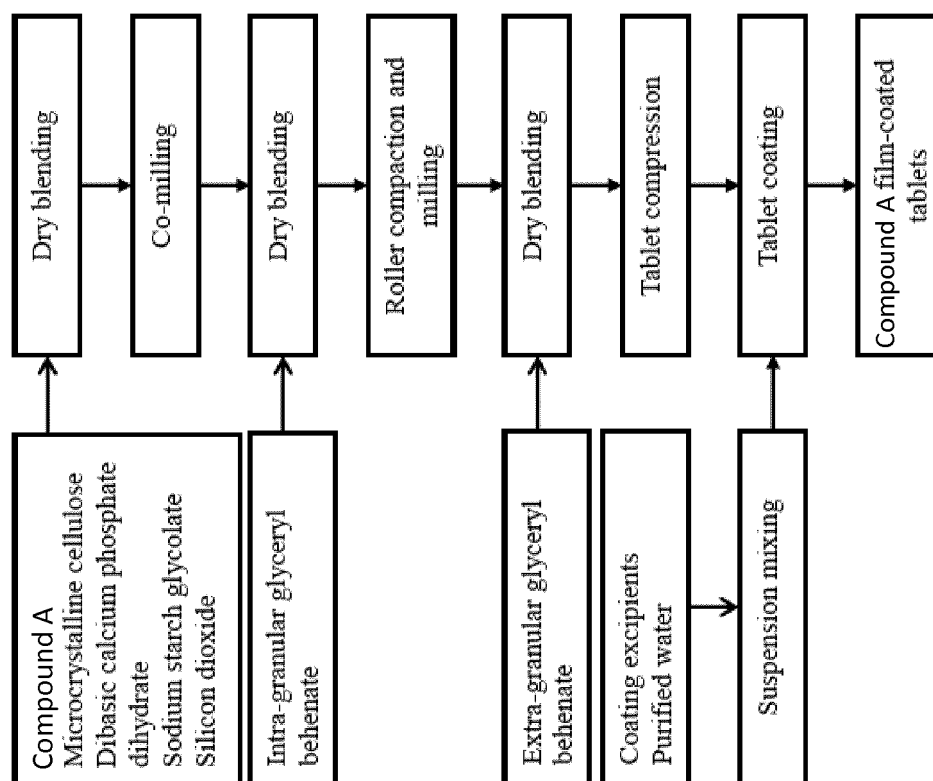 Compound A
Microcrystalline cellulose
Dibasic calcium phosphate
dihydrate
Sodium starch glycolate
Silicon dioxide
Dry blending
Co-milling
Intra-granular glyceryl
behenate
Dry blending
Roller compaction and
milling
Extra-granular glyceryl
behenate
Dry blending
Tablet compression
Coating excipients
Purified water
Suspension mixing
Tablet coating
Compound A film-coated
tablets